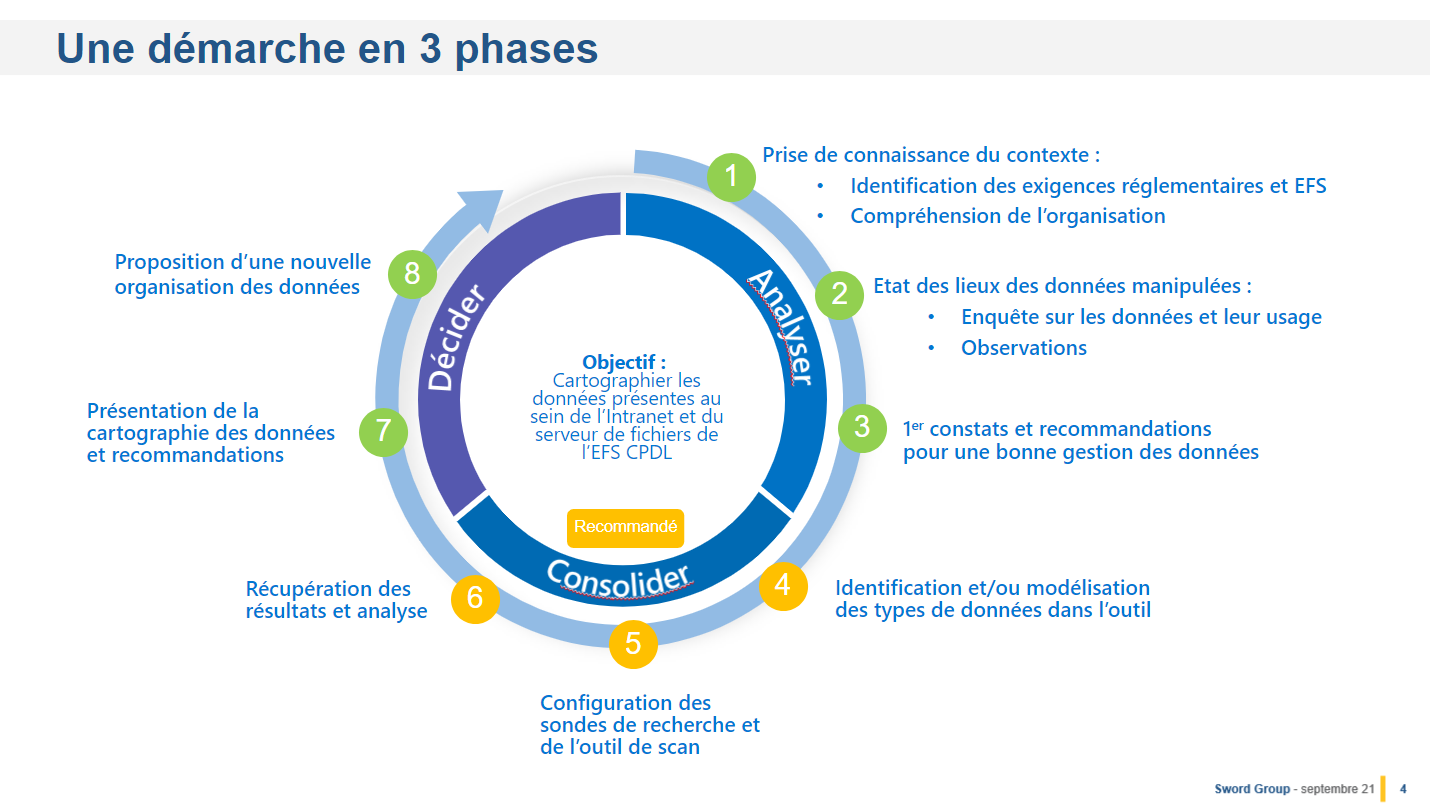 Une démarche en 3 phases
1
Prise de connaissance du contexte :
• Identification des exigences réglementaires et EFS
• Compréhension de l'organisation
2
Etat des lieux des données manipulées :
• Enquête sur les données et leur usage
• Observations
3
1er constats et recommandations
pour une bonne gestion des données
4
Identification et/ou modélisation
des types de données dans l'outil
5
Configuration des
sondes de recherche et
de l'outil de scan
6
Récupération des
résultats et analyse
7
Présentation de la
cartographie des données
et recommandations
8
Proposition d'une nouvelle
organisation des données
Analyser
Consolider
Décider
Objectif :
Cartographier les
données présentes au
sein de l'Intranet et du
serveur de fichiers de
l'EFS CPDL
Recommandé
Sword Group - septembre 21 4